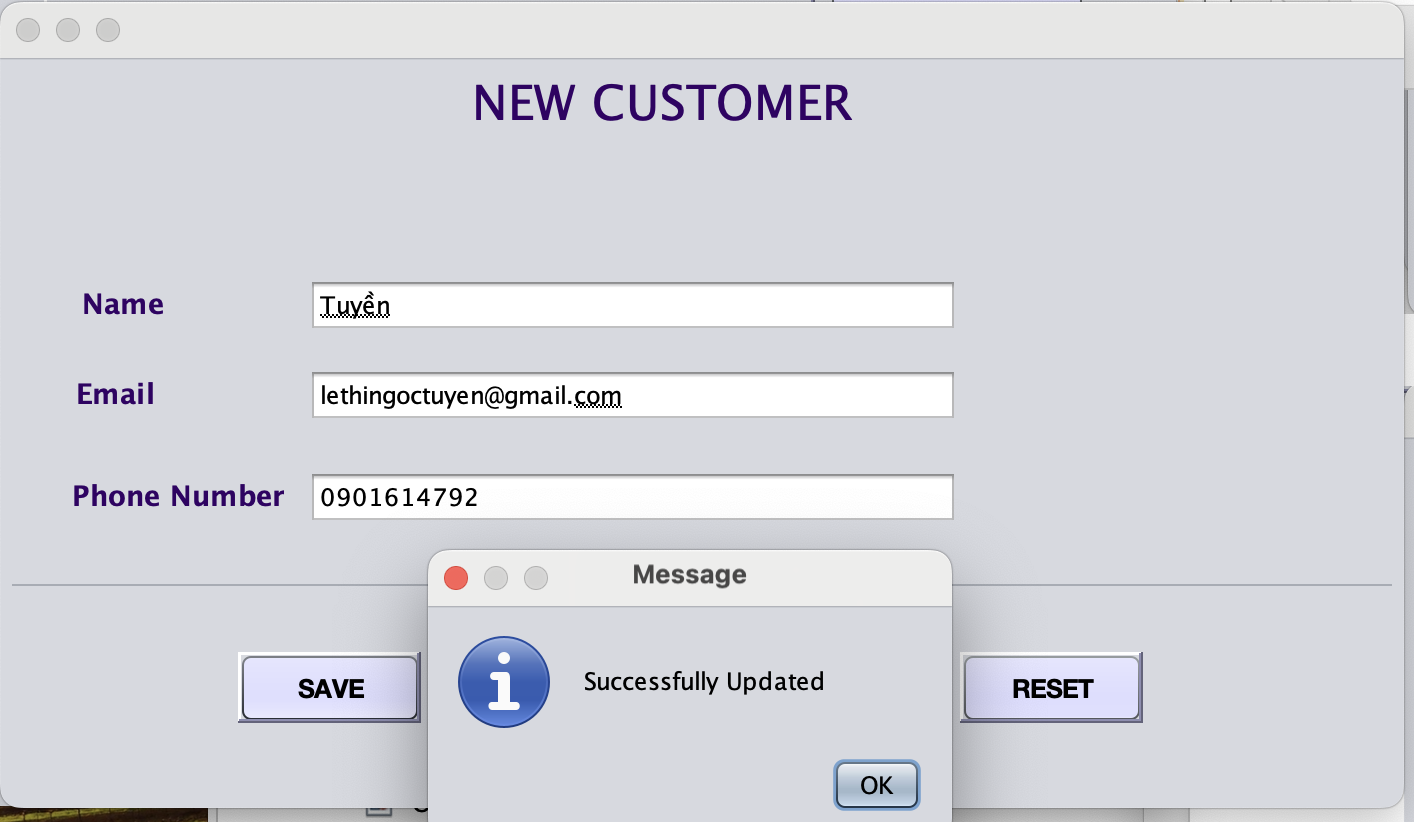 NEW CUSTOMER
Name
Tuyền
Email
lethingoctuyen@gmail.com
Phone Number
0901614792
Message
Successfully Updated
SAVE
RESET
OK